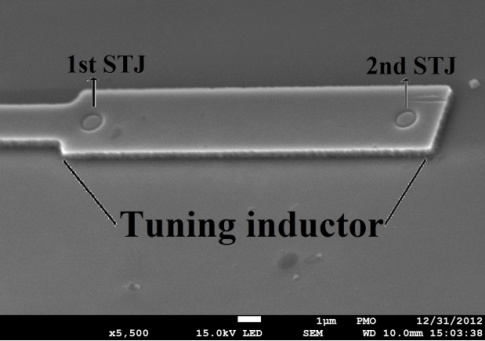 1st STJ
2nd STJ
Tuning inductor
1μm PMO 12/31/2012
x5,500 15.0kV LED SEM WD 10.0mm 15:03:38